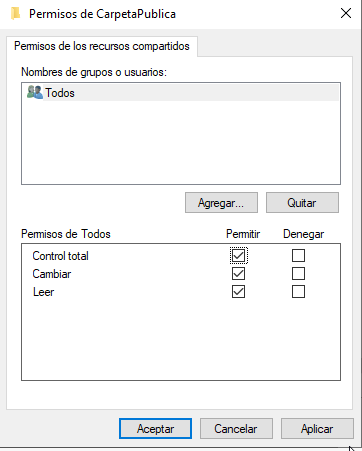 Permisos de CarpetaPublica
Permisos de los recursos compartidos
Nombres de grupos o usuarios:
Todos
Agregar... Quitar
Permisos de Todos Permitir Denegar
Control total
Cambiar
Leer
Aceptar Cancelar Aplicar